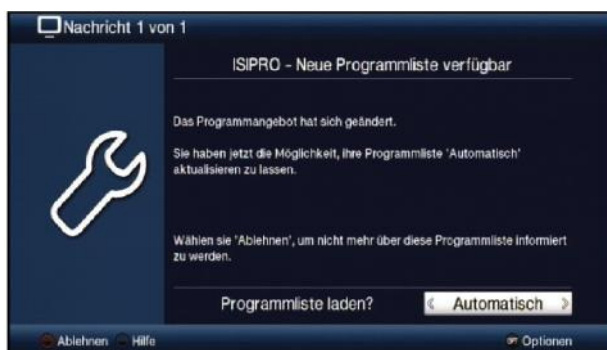 Nachricht 1 von 1
ISIPRO - Neue Programmliste verfügbar
Das Programmangebot hat sich geändert.
Sie haben jetzt die Möglichkeit, ihre Programmliste 'Automatisch'
aktualisieren zu lassen.
Wählen sie 'Ablehnen', um nicht mehr über diese Programmliste informiert
zu werden.
Programmliste laden? Automatisch
Ablehnen Hilfe Optionen